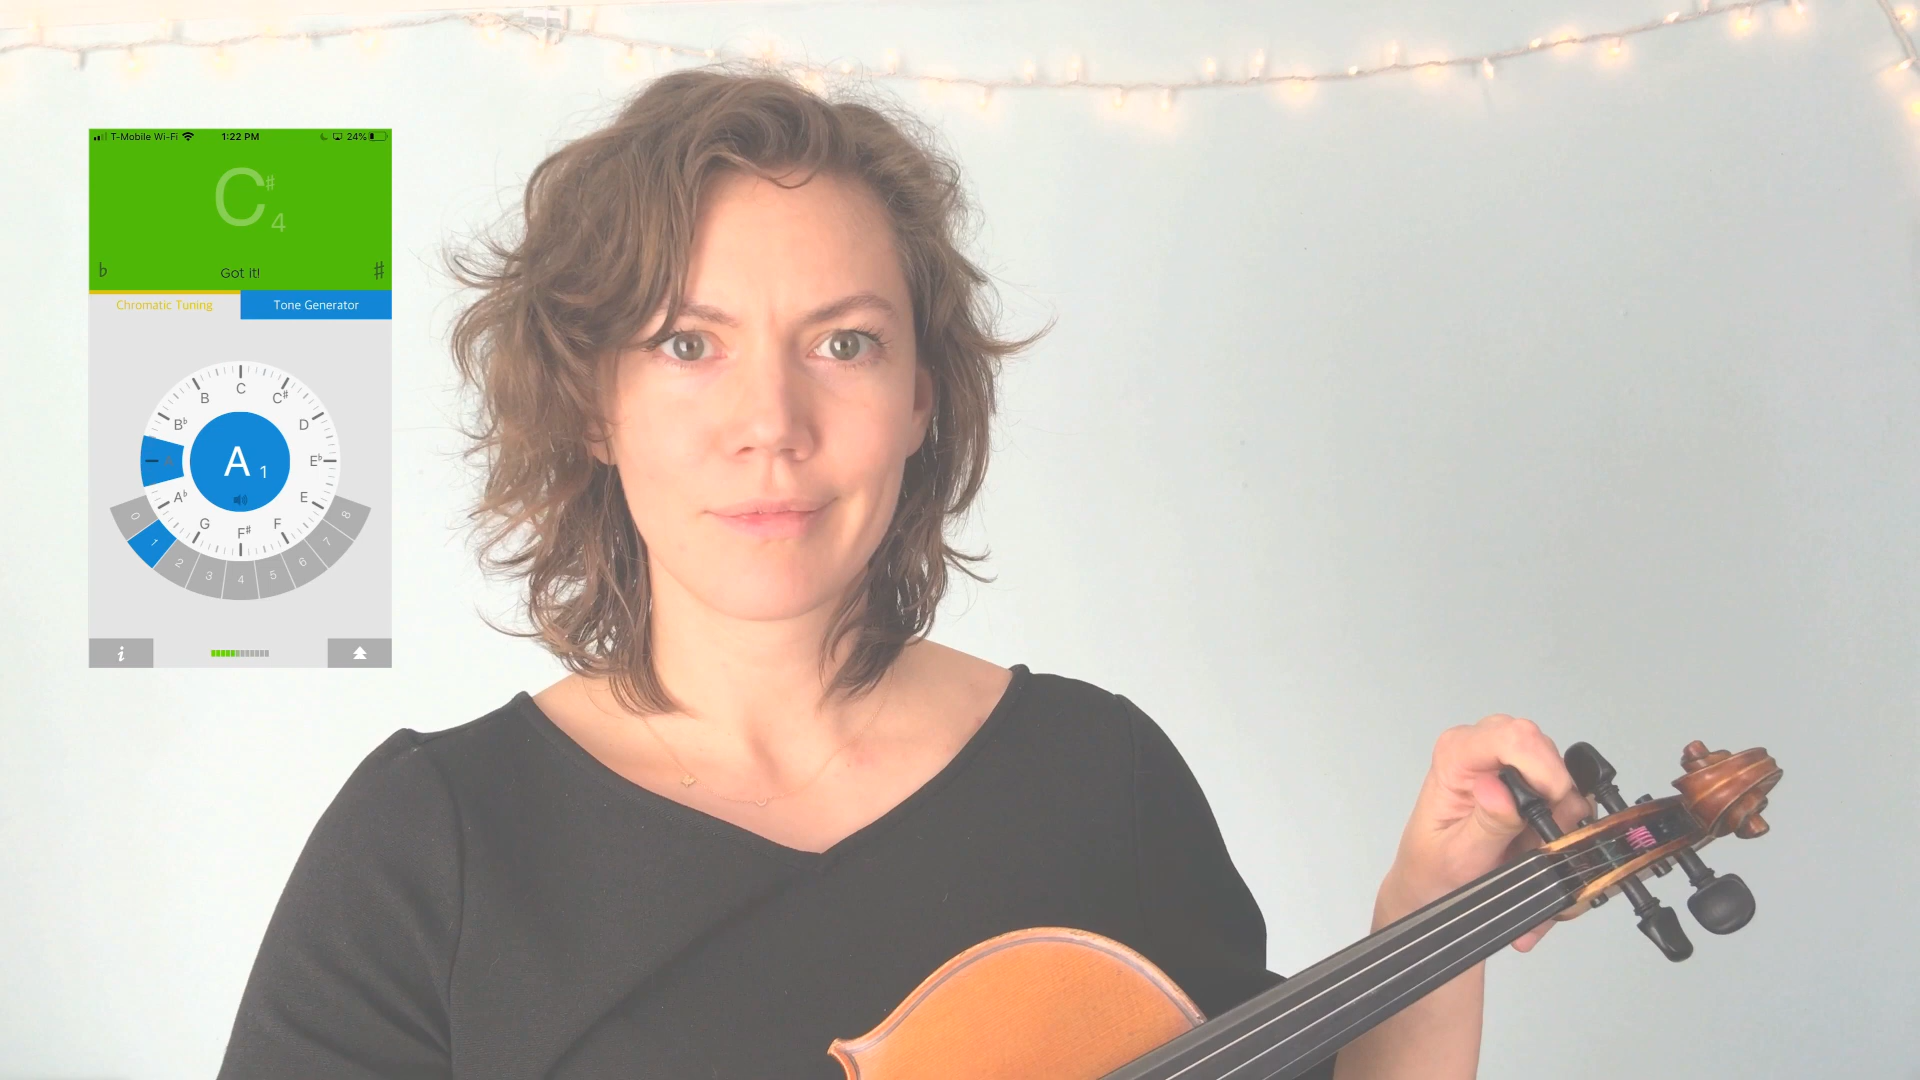 T-Mobile Wi-Fi 1:22 PM 24%
C♯4
♭ Got it! ♯
Chromatic Tuning Tone Generator
C
B C♯
B♭ D
A 1
E♭
A♭ E
G F
F♯
0 1 2 3 4 5 6 7 8
i